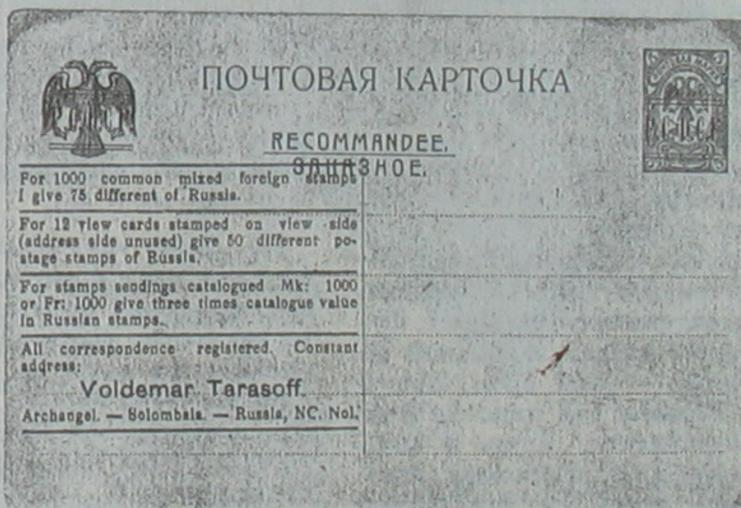 ПОЧТОВАЯ КАРТОЧКА
RECOMMANDEE.
ЗАКАЗНОЕ.
For 1000 common mixed foreign stamps
I give 75 different of Russia.
For 12 view cards stamped on view side
(address side unused) give 50 different po-
stage stamps of Russia.
For stamps sendings catalogued Mk: 1000
or Fr: 1000 give three times catalogue value
in Russian stamps.
All correspondence registered. Constant
address:
Voldemar Tarasoff.
Archangel. — Solombala. — Russia, NC. No1.